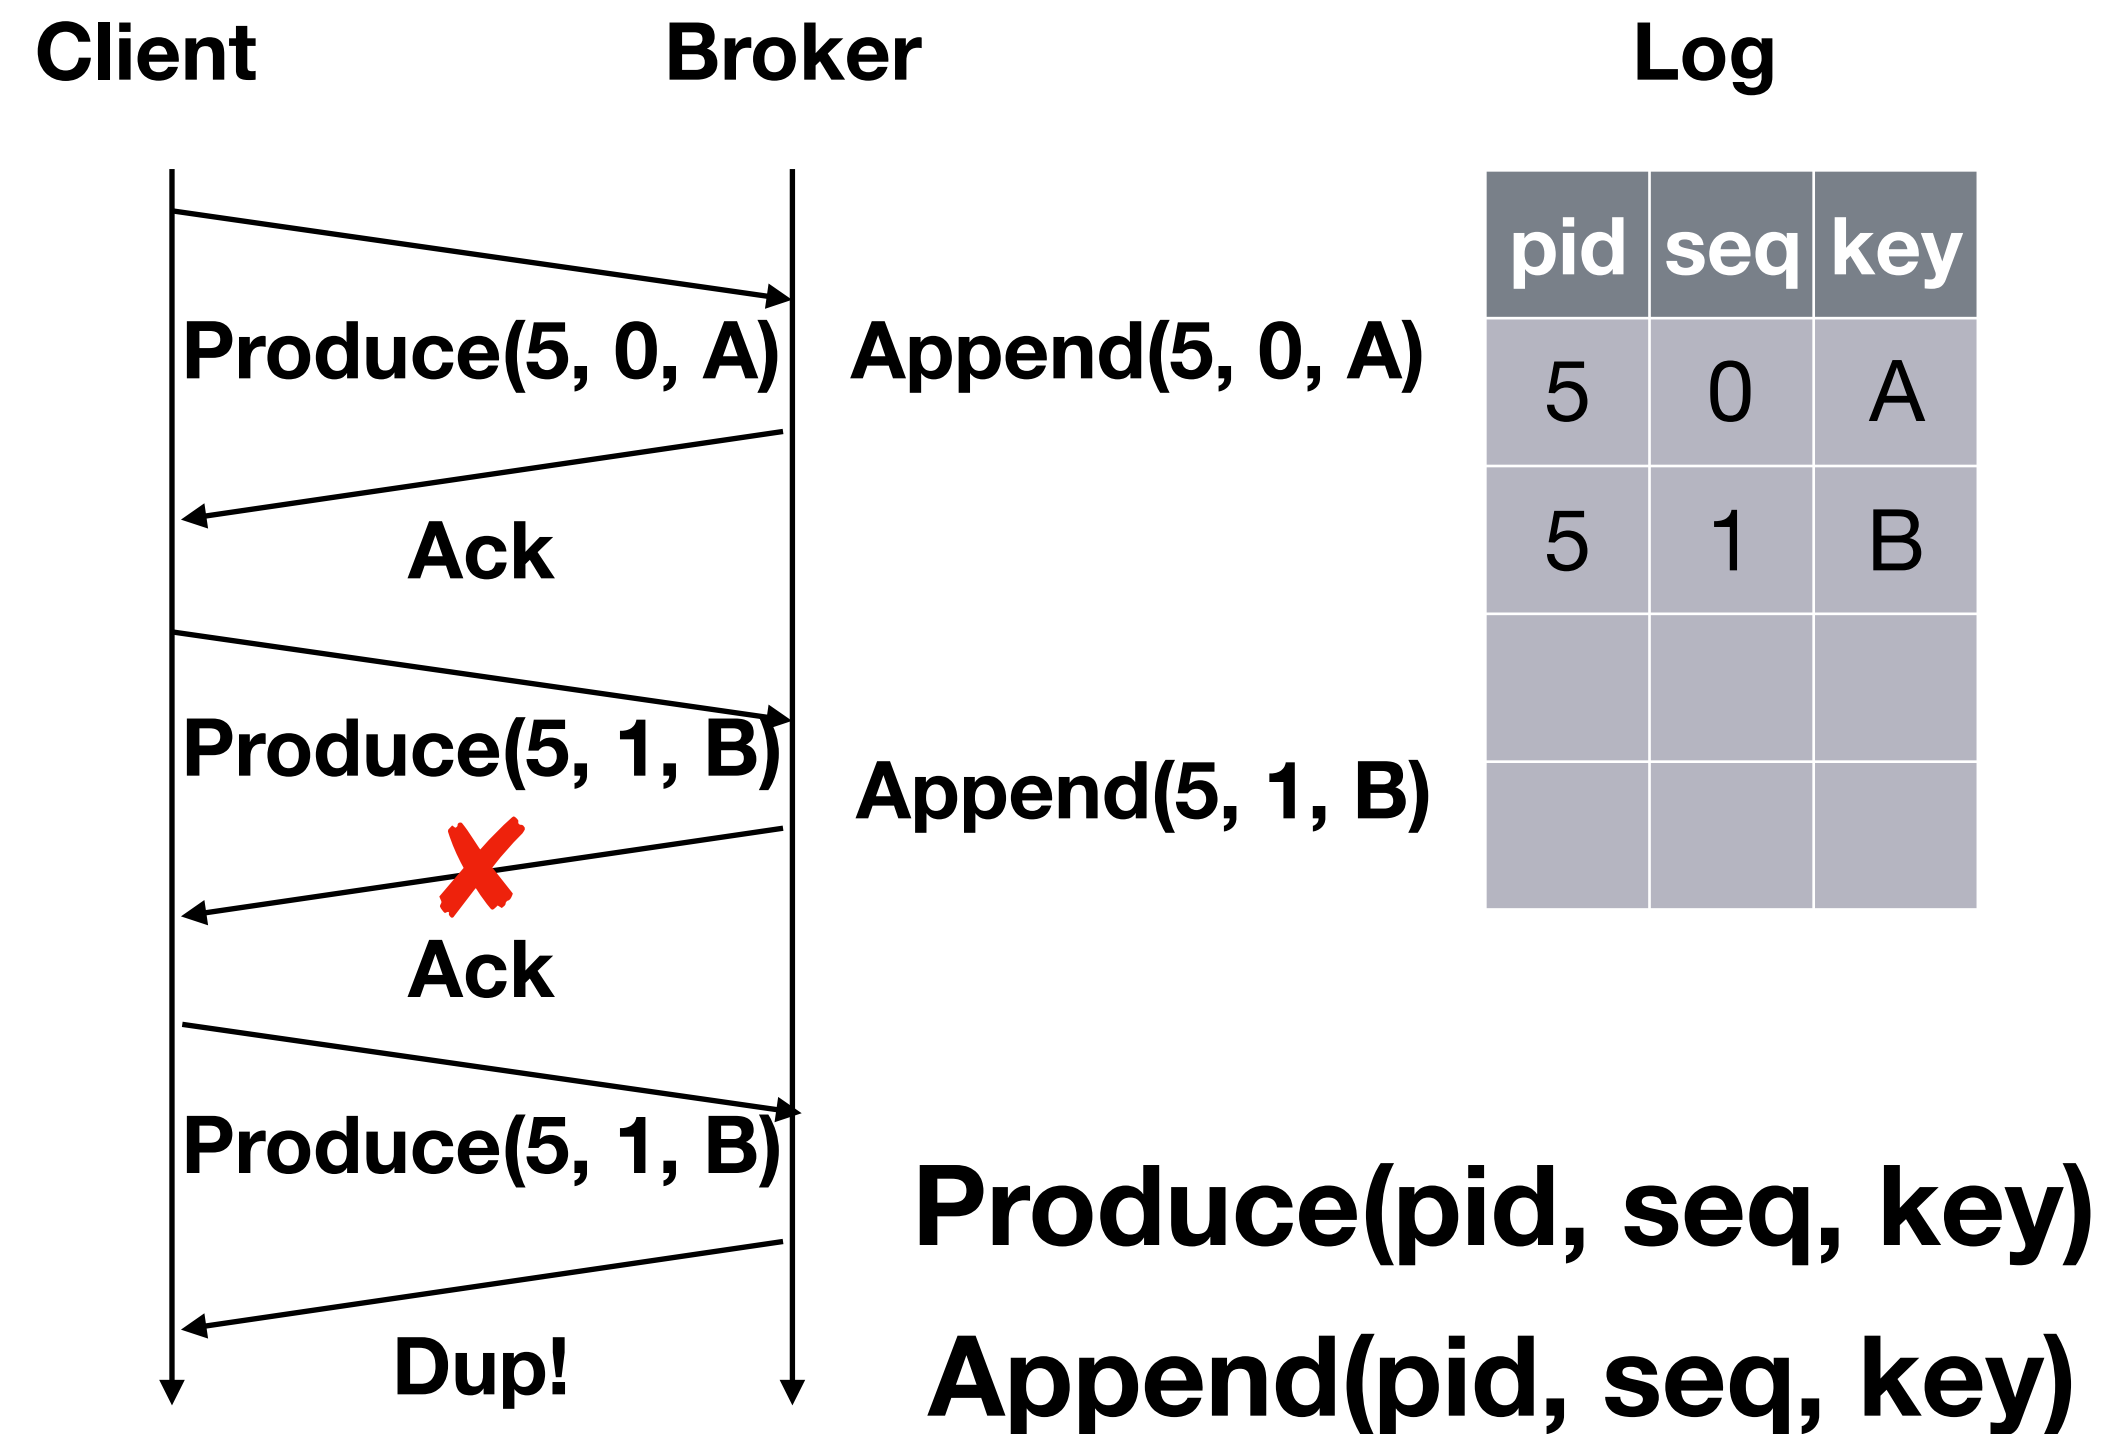 Client Broker Log
pid seq key
Produce(5, 0, A) Append(5, 0, A)
5 0 A
Ack
5 1 B
Produce(5, 1, B)
Append(5, 1, B)
Ack
Produce(5, 1, B)
Produce(pid, seq, key)
Dup!
Append(pid, seq, key)